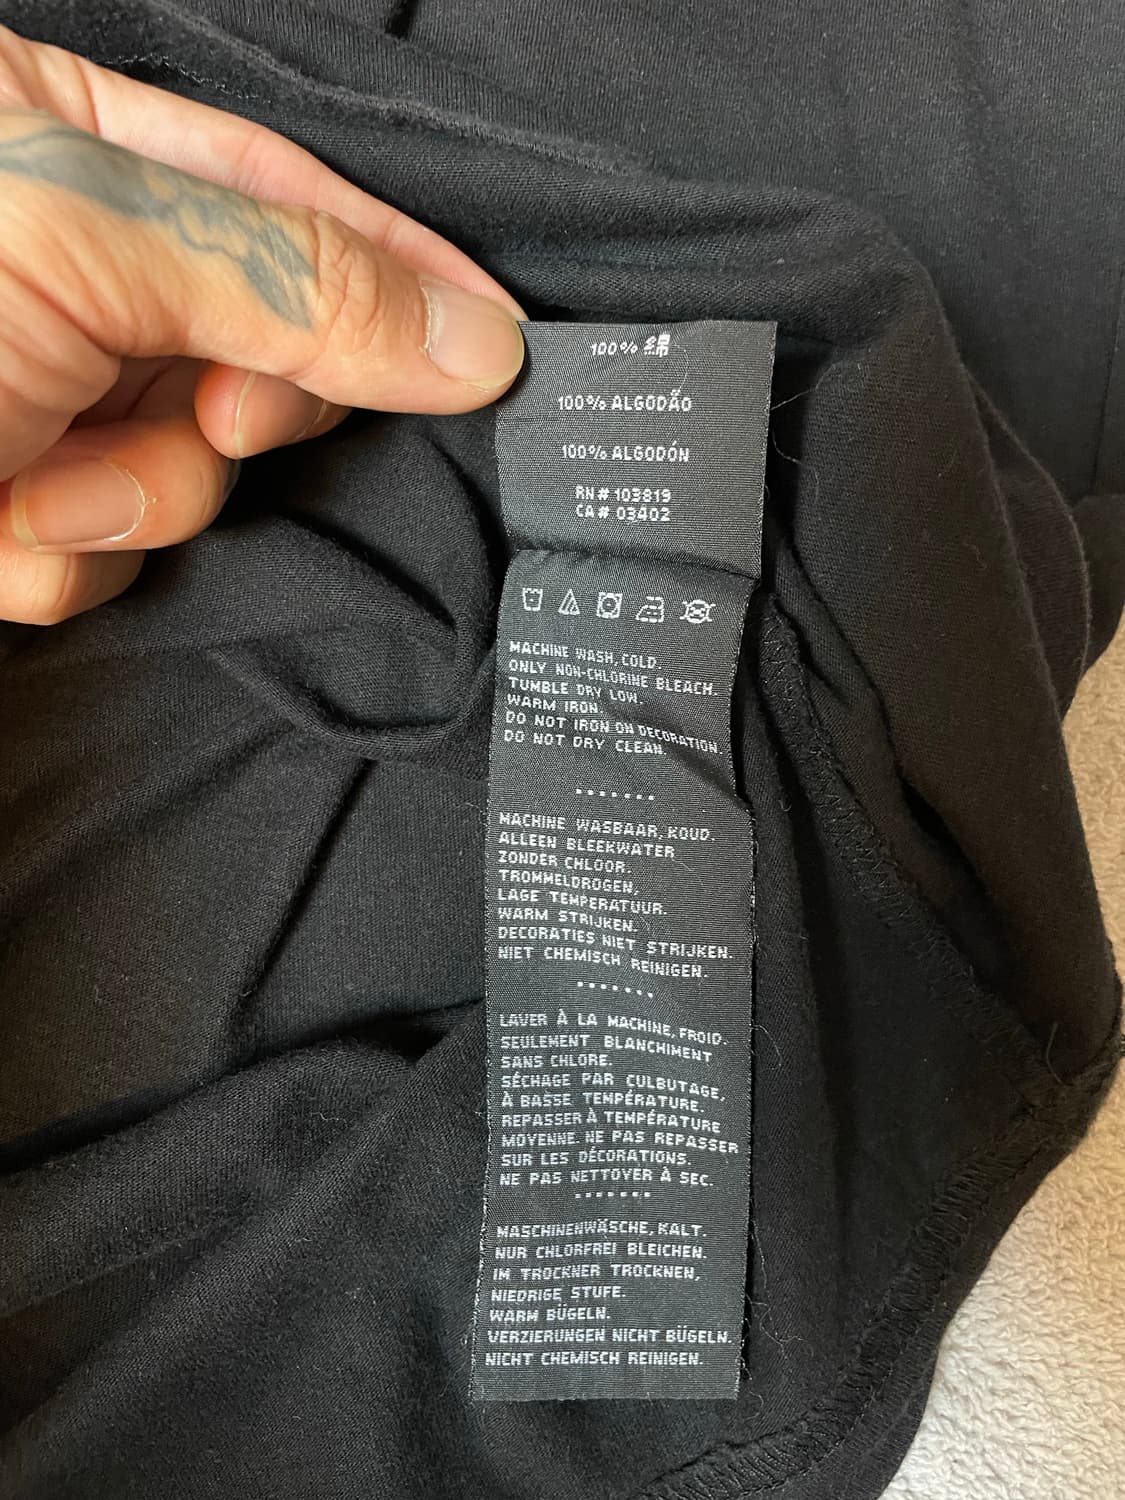 100% 綿
100% ALGODÃO
100% ALGODÓN
RN# 103819
CA# 03402
MACHINE WASH, COLD.
ONLY NON-CHLORINE BLEACH.
TUMBLE DRY LOW.
WARM IRON.
DO NOT IRON ON DECORATION.
DO NOT DRY CLEAN.
MACHINE WASBAAR, KOUD.
ALLEEN BLEEKWATER
ZONDER CHLOOR.
TROMMELDROGEN,
LAGE TEMPERATUUR.
WARM STRIJKEN.
DECORATIES NIET STRIJKEN.
NIET CHEMISCH REINIGEN.
LAVER À LA MACHINE, FROID.
SEULEMENT BLANCHIMENT
SANS CHLORE.
SÉCHAGE PAR CULBUTAGE,
À BASSE TEMPÉRATURE.
REPASSER À TEMPÉRATURE
MOYENNE. NE PAS REPASSER
SUR LES DÉCORATIONS.
NE PAS NETTOYER À SEC.
MASCHINENWÄSCHE, KALT.
NUR CHLORFREI BLEICHEN.
IM TROCKNER TROCKNEN,
NIEDRIGE STUFE.
WARM BÜGELN.
VERZIERUNGEN NICHT BÜGELN.
NICHT CHEMISCH REINIGEN.